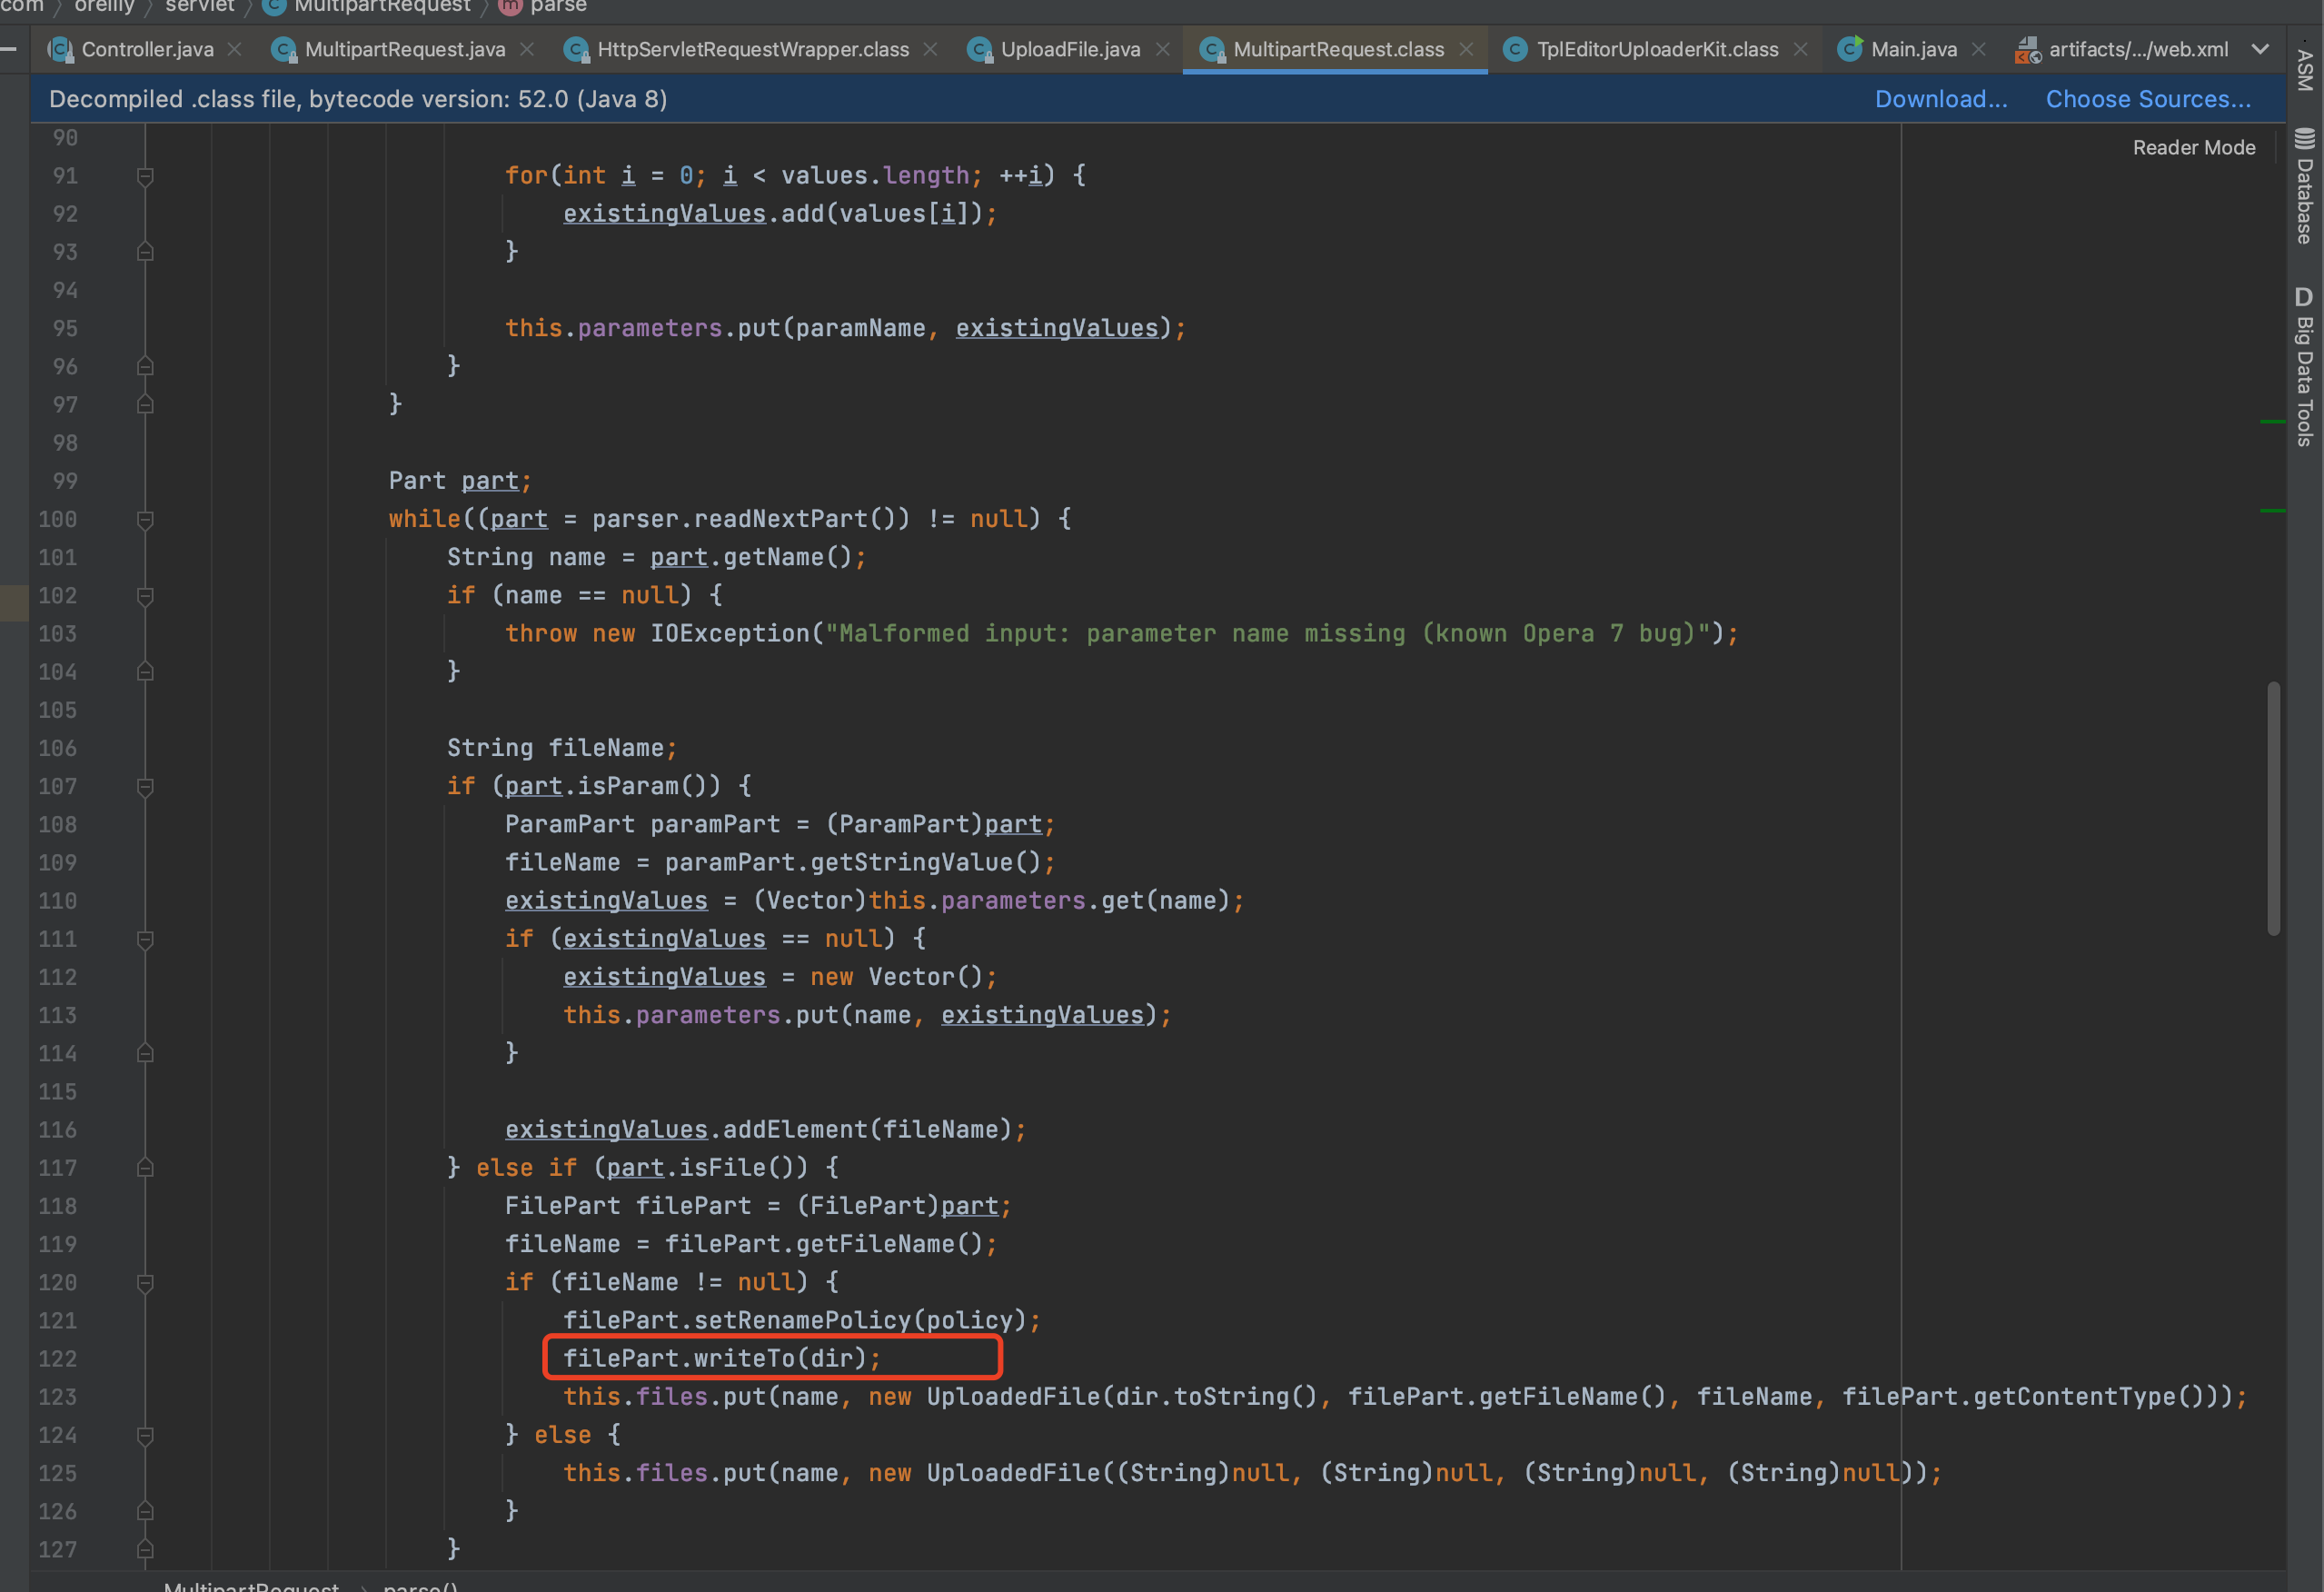 com › oreilly › servlet › MultipartRequest › parse
Controller.java MultipartRequest.java HttpServletRequestWrapper.class UploadFile.java MultipartRequest.class TplEditorUploaderKit.class Main.java artifacts/.../web.xml
Decompiled .class file, bytecode version: 52.0 (Java 8) Download... Choose Sources...
Reader Mode
90
91 for(int i = 0; i < values.length; ++i) {
92 existingValues.add(values[i]);
93 }
94
95 this.parameters.put(paramName, existingValues);
96 }
97 }
98
99 Part part;
100 while((part = parser.readNextPart()) != null) {
101 String name = part.getName();
102 if (name == null) {
103 throw new IOException("Malformed input: parameter name missing (known Opera 7 bug)");
104 }
105
106 String fileName;
107 if (part.isParam()) {
108 ParamPart paramPart = (ParamPart)part;
109 fileName = paramPart.getStringValue();
110 existingValues = (Vector)this.parameters.get(name);
111 if (existingValues == null) {
112 existingValues = new Vector();
113 this.parameters.put(name, existingValues);
114 }
115
116 existingValues.addElement(fileName);
117 } else if (part.isFile()) {
118 FilePart filePart = (FilePart)part;
119 fileName = filePart.getFileName();
120 if (fileName != null) {
121 filePart.setRenamePolicy(policy);
122 filePart.writeTo(dir);
123 this.files.put(name, new UploadedFile(dir.toString(), filePart.getFileName(), fileName, filePart.getContentType()));
124 } else {
125 this.files.put(name, new UploadedFile((String)null, (String)null, (String)null, (String)null));
126 }
127 }
MultipartRequest › parse()
ASM
Database
D Big Data Tools